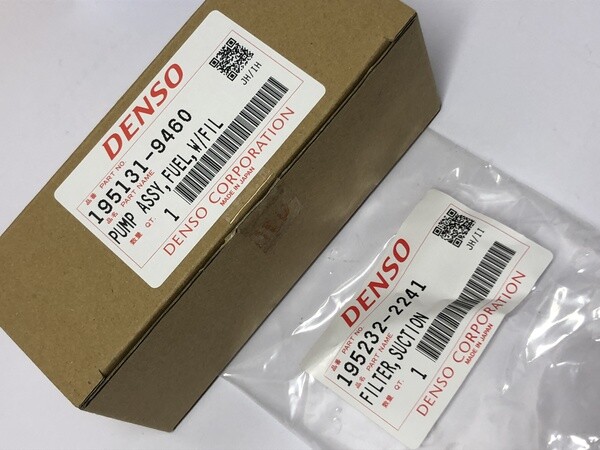 DENSO
品番 PART NO
195131-9460
品名 PART NAME
PUMP ASSY,FUEL,W/FIL
数量 QT.
1
JH/IH
DENSO CORPORATION
MADE IN JAPAN
DENSO
品番 PART NO
195232-2241
品名 PART NAME
FILTER,SUCTION
数量 QT.
1
JH/II
DENSO CORPORATION
MADE IN JAPAN